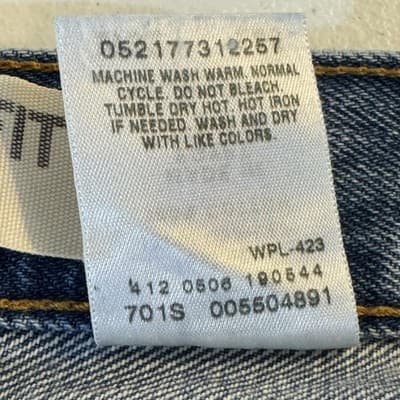 052177312257
MACHINE WASH WARM. NORMAL
CYCLE. DO NOT BLEACH.
TUMBLE DRY HOT. HOT IRON
IF NEEDED. WASH AND DRY
WITH LIKE COLORS.
FIT
WPL-423
412 0506 190544
701S 005504891